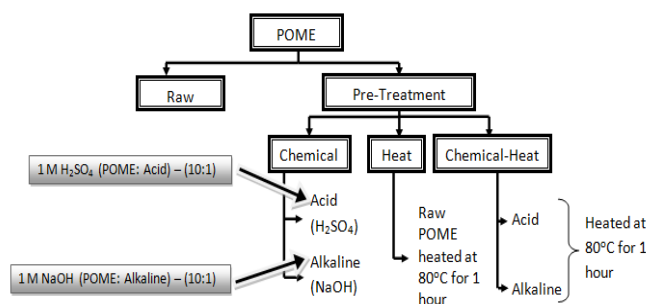 POME
Raw
Pre-Treatment
Chemical
Heat
Chemical-Heat
1 M H₂SO₄ (POME: Acid) – (10:1)
Acid
(H₂SO₄)
1 M NaOH (POME: Alkaline) – (10:1)
Alkaline
(NaOH)
Raw
POME
heated at
80°C for 1
hour
Acid
Alkaline
Heated at
80°C for 1
hour